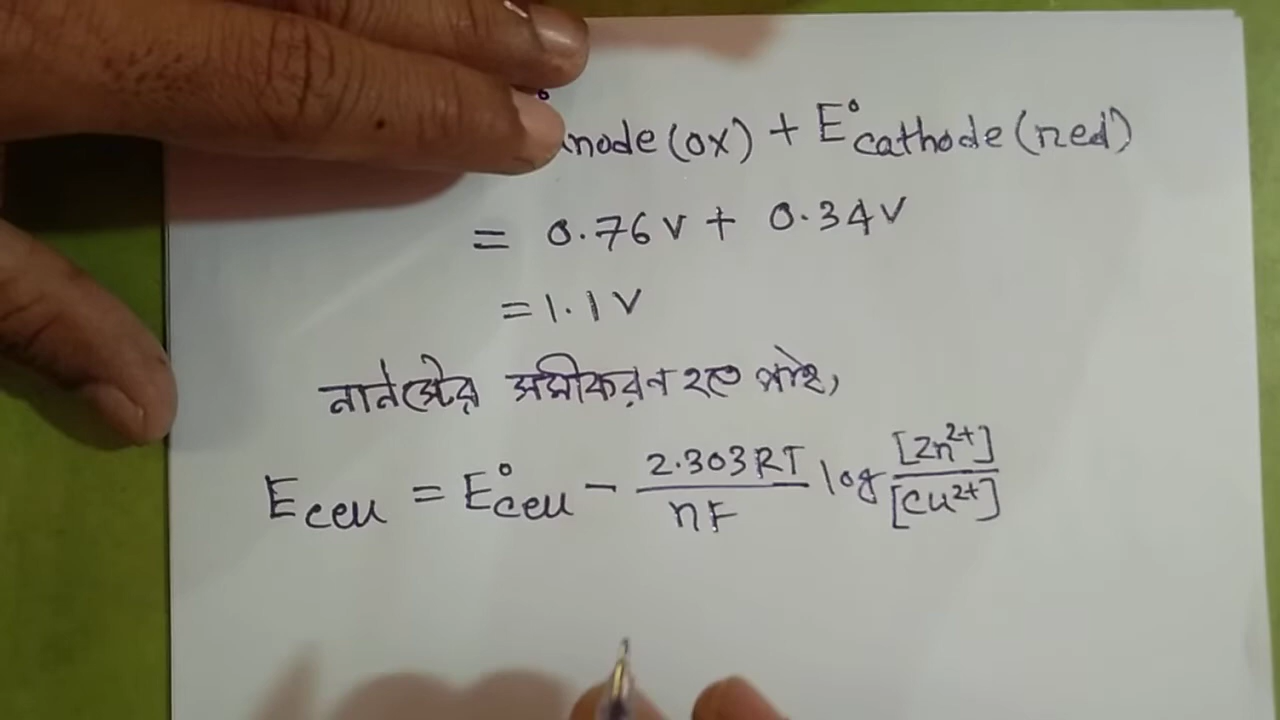 node(ox) + E°cathode(red)
= 0.76V + 0.34V
= 1.1V
নার্নস্টের সমীকরণ হতে পাই,
Ecell = E°cell - 2.303RT/nF log [Zn²⁺]/[Cu²⁺]